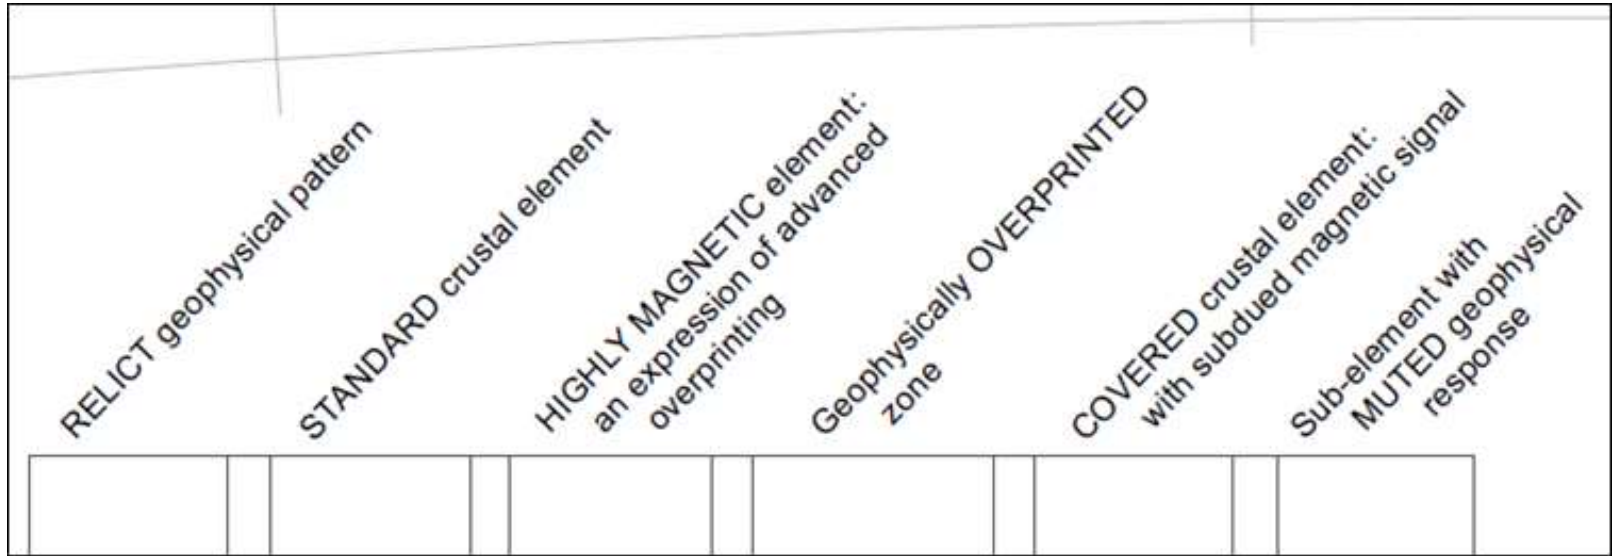 RELICT geophysical pattern
STANDARD crustal element
HIGHLY MAGNETIC element:
an expression of advanced
overprinting
Geophysically OVERPRINTED
zone
COVERED crustal element:
with subdued magnetic signal
Sub-element with
MUTED geophysical
response